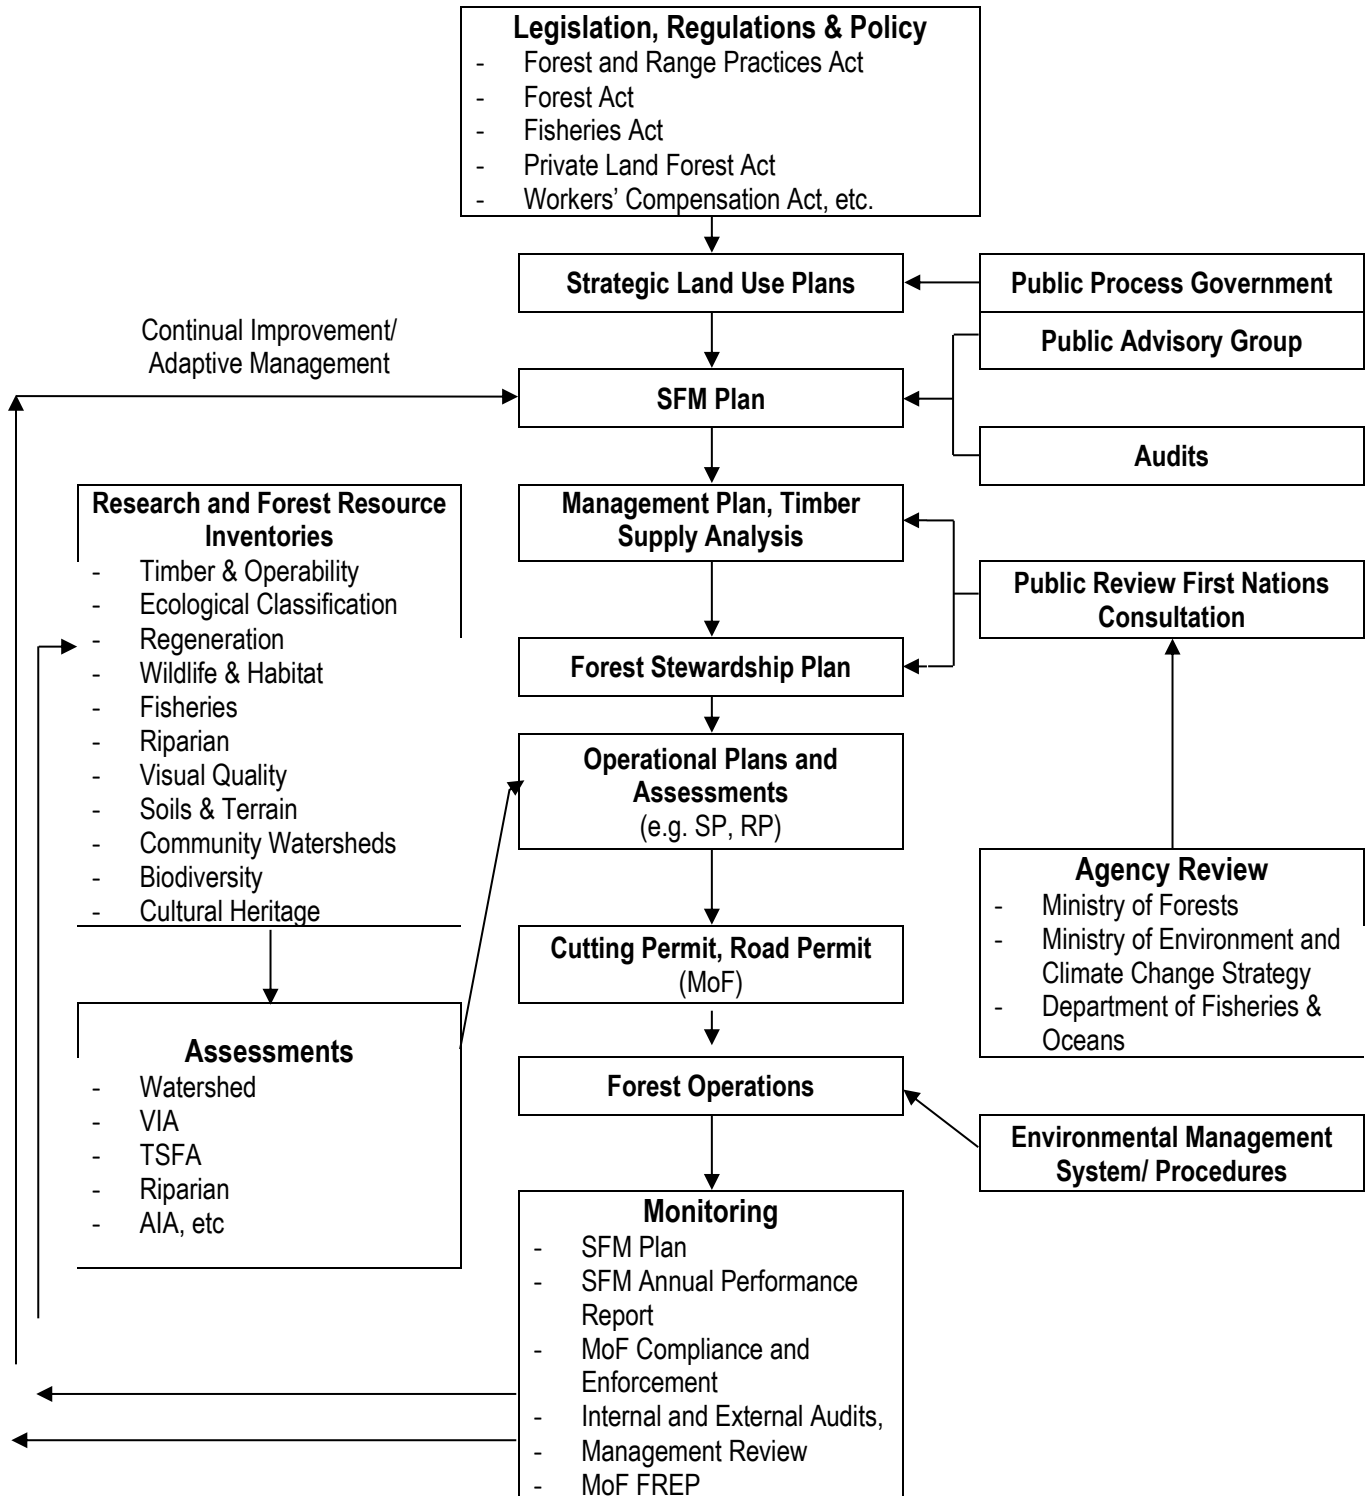 Legislation, Regulations & Policy
- Forest and Range Practices Act
- Forest Act
- Fisheries Act
- Private Land Forest Act
- Workers’ Compensation Act, etc.
Strategic Land Use Plans
Public Process Government
Public Advisory Group
Continual Improvement/
Adaptive Management
SFM Plan
Audits
Research and Forest Resource
Inventories
- Timber & Operability
- Ecological Classification
- Regeneration
- Wildlife & Habitat
- Fisheries
- Riparian
- Visual Quality
- Soils & Terrain
- Community Watersheds
- Biodiversity
- Cultural Heritage
Management Plan, Timber
Supply Analysis
Public Review First Nations
Consultation
Forest Stewardship Plan
Operational Plans and
Assessments
(e.g. SP, RP)
Agency Review
- Ministry of Forests
- Ministry of Environment and
Climate Change Strategy
- Department of Fisheries &
Oceans
Cutting Permit, Road Permit
(MoF)
Assessments
- Watershed
- VIA
- TSFA
- Riparian
- AIA, etc
Forest Operations
Environmental Management
System/ Procedures
Monitoring
- SFM Plan
- SFM Annual Performance
Report
- MoF Compliance and
Enforcement
- Internal and External Audits,
- Management Review
- MoF FREP